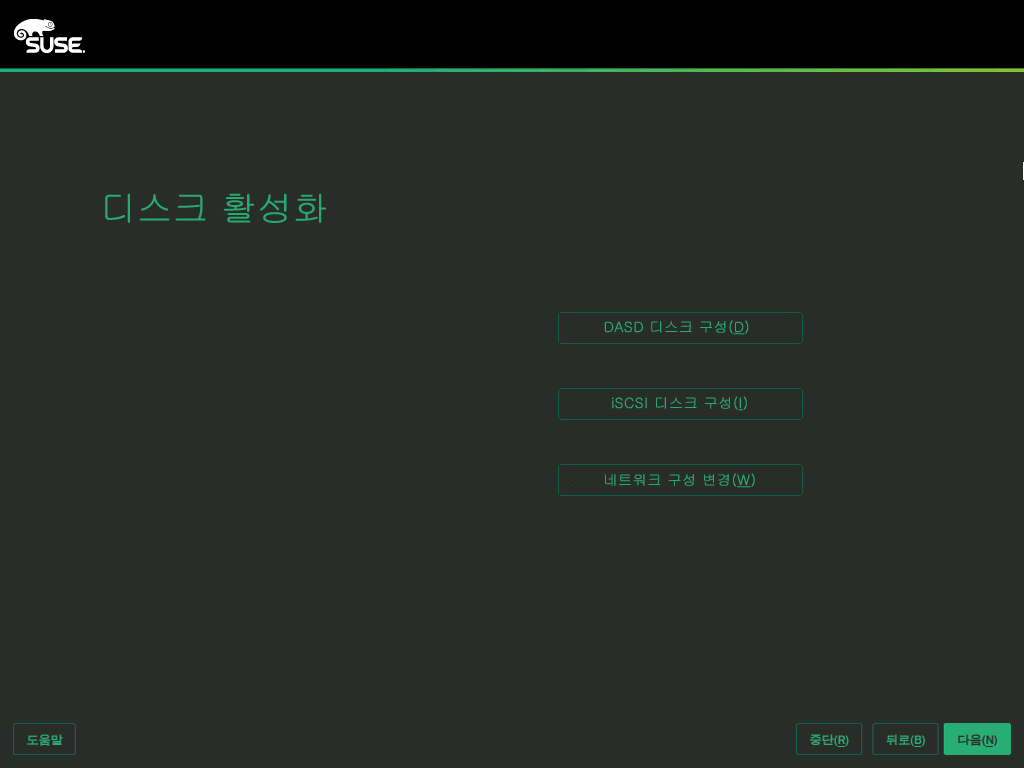 SUSE.
디스크 활성화
DASD 디스크 구성(D)
iSCSI 디스크 구성(I)
네트워크 구성 변경(W)
도움말
중단(R)
뒤로(B)
다음(N)